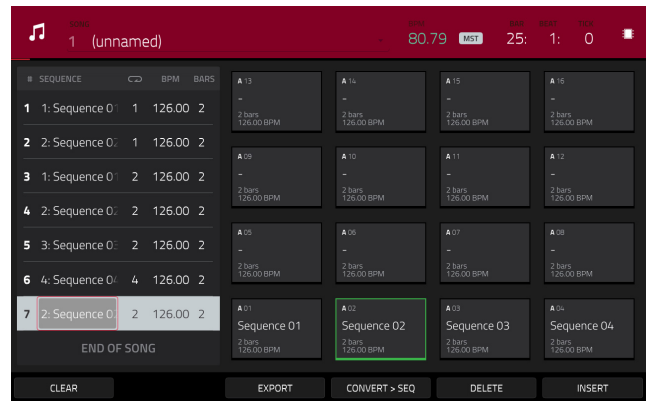 SONG
1 (unnamed)
BPM
80.79 MST
BAR BEAT TICK
25: 1: 0
# SEQUENCE BPM BARS
1 1: Sequence 01 1 126.00 2
2 2: Sequence 02 1 126.00 2
3 1: Sequence 01 2 126.00 2
4 2: Sequence 02 2 126.00 2
5 3: Sequence 03 2 126.00 2
6 4: Sequence 04 4 126.00 2
7 2: Sequence 0 2 126.00 2
END OF SONG
A 13 A 14 A 15 A 16
- - - -
2 bars 2 bars 2 bars 2 bars
126.00 BPM 126.00 BPM 126.00 BPM 126.00 BPM
A 09 A 10 A 11 A 12
- - - -
2 bars 2 bars 2 bars 2 bars
126.00 BPM 126.00 BPM 126.00 BPM 126.00 BPM
A 05 A 06 A 07 A 08
- - - -
2 bars 2 bars 2 bars 2 bars
126.00 BPM 126.00 BPM 126.00 BPM 126.00 BPM
A 01 A 02 A 03 A 04
Sequence 01 Sequence 02 Sequence 03 Sequence 04
2 bars 2 bars 2 bars 2 bars
126.00 BPM 126.00 BPM 126.00 BPM 126.00 BPM
CLEAR EXPORT CONVERT > SEQ DELETE INSERT